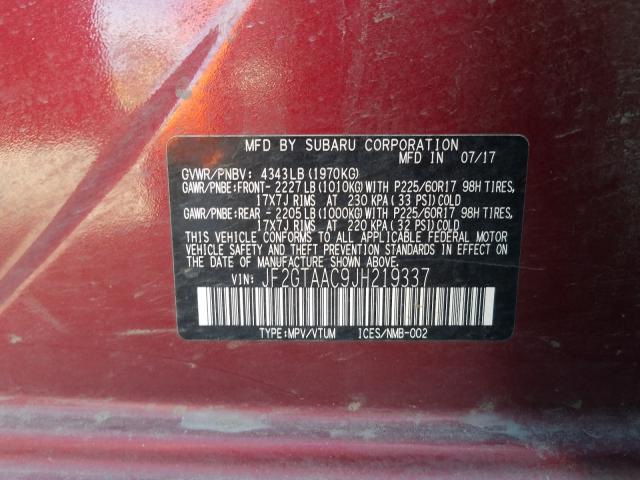 MFD BY SUBARU CORPORATION
MFD IN 07/17
GVWR/PNBV: 4343LB(1970KG)
GAWR/PNBE:FRONT- 2227LB(1010KG)WITH P225/60R17 98H TIRES,
17X7J RIMS AT 230 KPA(33 PSI)COLD
GAWR/PNBE:REAR - 2205LB(1000KG)WITH P225/60R17 98H TIRES,
17X7J RIMS AT 220 KPA(32 PSI)COLD
THIS VEHICLE CONFORMS TO ALL APPLICABLE FEDERAL MOTOR
VEHICLE SAFETY AND THEFT PREVENTION STANDARDS IN EFFECT ON
THE DATE OF MANUFACTURE SHOWN ABOVE.
VIN: JF2GTAAC9JH219337
TYPE:MPV/VTUM ICES/NMB-002